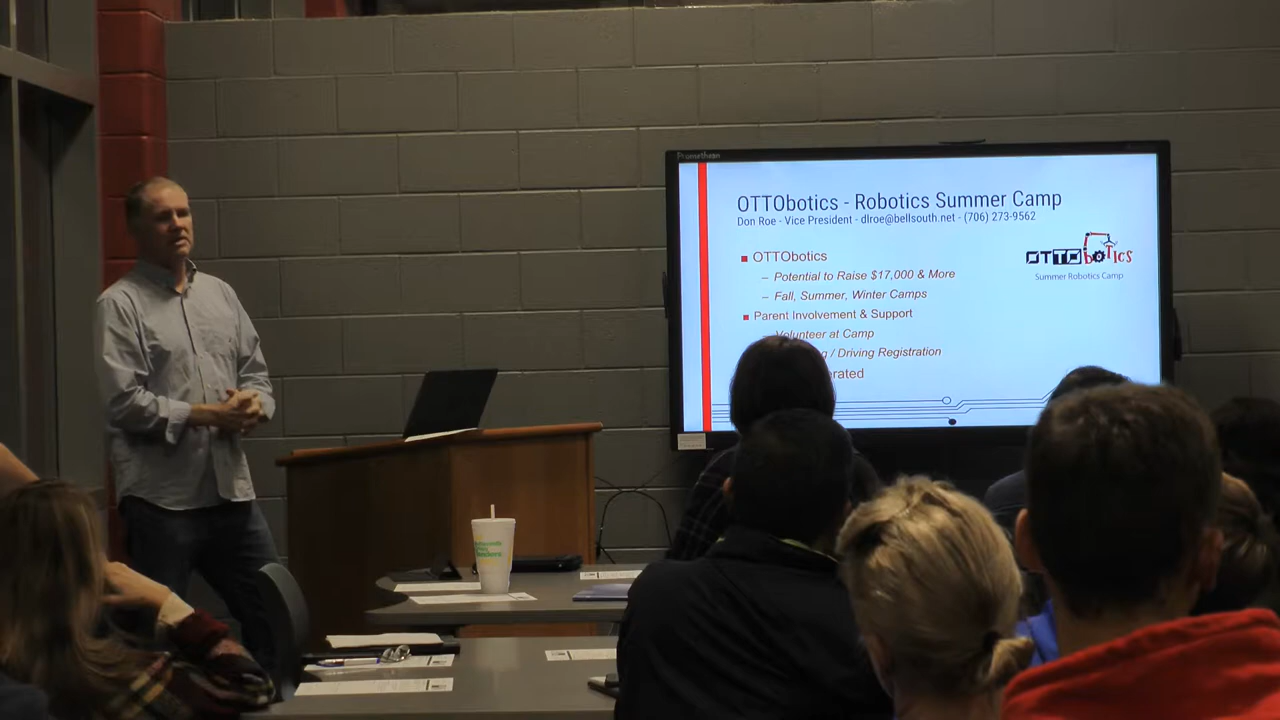 Promethean
OTTObotics - Robotics Summer Camp
Don Roe - Vice President - dlroe@bellsouth.net - (706) 273-9562
OTTObotics
– Potential to Raise $17,000 & More
– Fall, Summer, Winter Camps
Parent Involvement & Support
Volunteer at Camp
/ Driving Registration
OTTObotics
Summer Robotics Camp